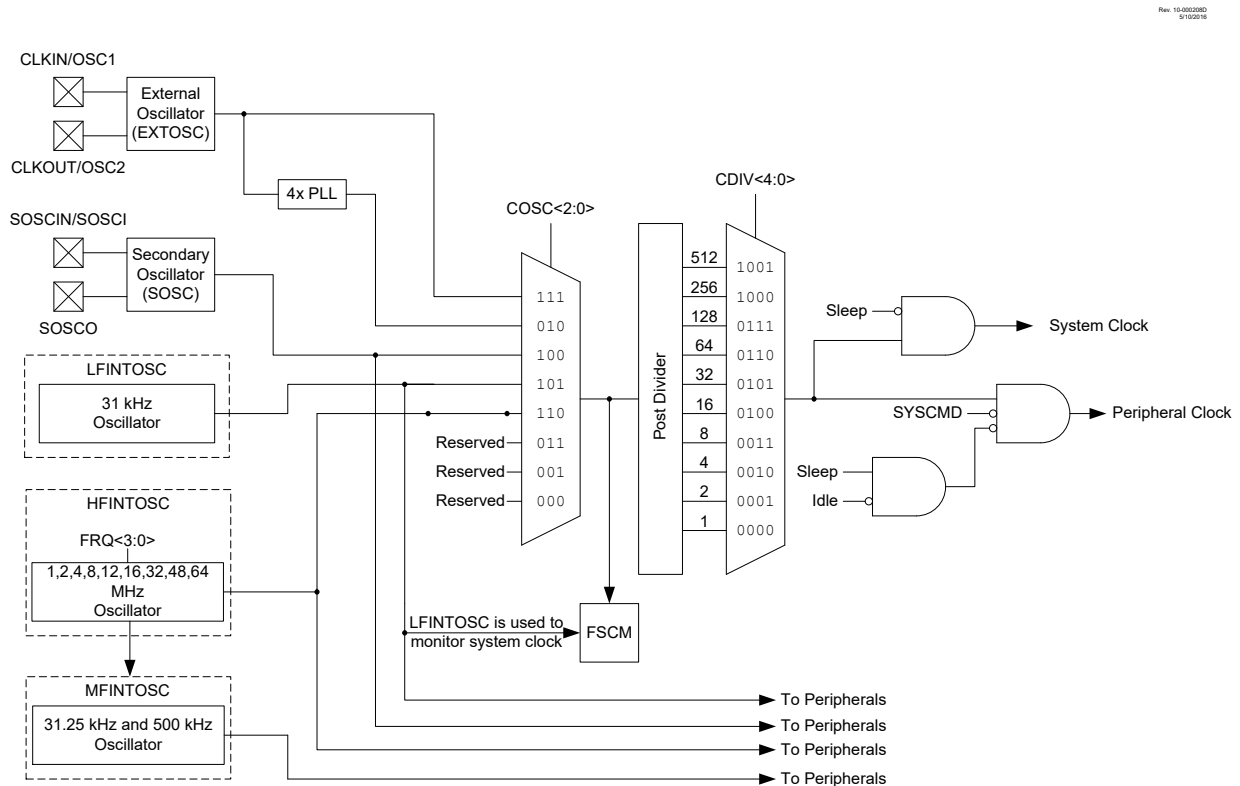 Rev. 10-000208D
5/10/2016
CLKIN/OSC1
External
Oscillator
(EXTOSC)
CLKOUT/OSC2
4x PLL
SOSCIN/SOSCI
Secondary
Oscillator
(SOSC)
SOSCO
LFINTOSC
31 kHz
Oscillator
HFINTOSC
FRQ<3:0>
1,2,4,8,12,16,32,48,64
MHz
Oscillator
MFINTOSC
31.25 kHz and 500 kHz
Oscillator
COSC<2:0>
111
010
100
101
110
Reserved 011
Reserved 001
Reserved 000
LFINTOSC is used to
monitor system clock
FSCM
Post Divider
CDIV<4:0>
512 1001
256 1000
128 0111
64 0110
32 0101
16 0100
8 0011
4 0010
2 0001
1 0000
Sleep
System Clock
SYSCMD
Peripheral Clock
Sleep
Idle
To Peripherals
To Peripherals
To Peripherals
To Peripherals